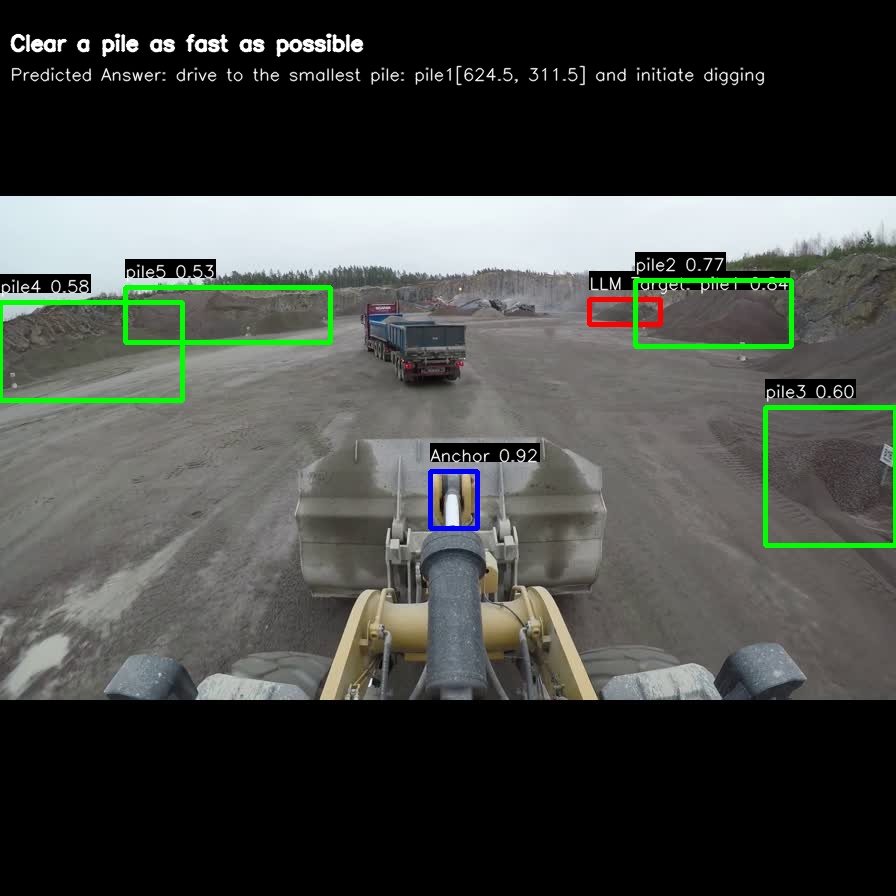 Clear a pile as fast as possible
Predicted Answer: drive to the smallest pile: pile1[624.5, 311.5] and initiate digging
pile2 0.77
pile5 0.53
pile4 0.58
LLM Target: pile1 0.84
pile3 0.60
Anchor 0.92